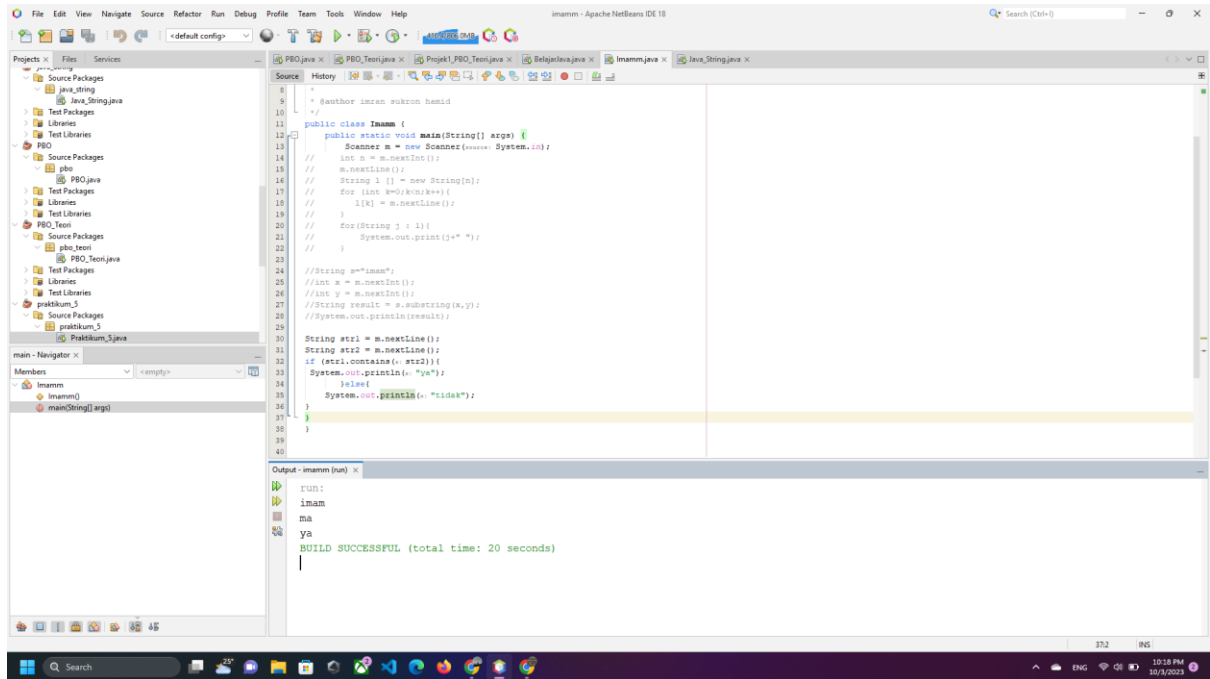 File Edit View Navigate Source Refactor Run Debug Profile Team Tools Window Help
imamm - Apache NetBeans IDE 18
Search (Ctrl+I)
<default config>
Projects × Files Services
Source Packages
java_string
Java_String.java
Test Packages
Libraries
Test Libraries
PBO
Source Packages
pbo
PBO.java
Test Packages
Libraries
Test Libraries
PBO_Teori
Source Packages
pbo_teori
PBO_Teori.java
Test Packages
Libraries
Test Libraries
praktikum_5
Source Packages
praktikum_5
Praktikum_5.java
main - Navigator ×
Members <empty>
Imamm
Imamm()
main(String[] args)
PBO.java × PBO_Teori.java × Projek1_PBO_Teori.java × BelajarJava.java × Imamm.java × Java_String.java ×
Source History
8 *
9 * @author imran sukron hamid
10 */
11 public class Imamm {
12 public static void main(String[] args) {
13 Scanner m = new Scanner(source: System.in);
14 // int n = m.nextInt();
15 // m.nextLine();
16 // String l [] = new String[n];
17 // for (int k=0;k<n;k++){
18 // l[k] = m.nextLine();
19 // }
20 // for(String j : l){
21 // System.out.print(j+" ");
22 // }
23
24 //String s="imam";
25 //int x = m.nextInt();
26 //int y = m.nextInt();
27 //String result = s.substring(x,y);
28 //System.out.println(result);
29
30 String str1 = m.nextLine();
31 String str2 = m.nextLine();
32 if (str1.contains(s: str2)){
33 System.out.println(x: "ya");
34 }else{
35 System.out.println(x: "tidak");
36 }
37 }
38 }
39
40
Output - imamm (run) ×
run:
imam
ma
ya
BUILD SUCCESSFUL (total time: 20 seconds)
37:2 INS
Search
25°
ENG
10:18 PM
10/3/2023